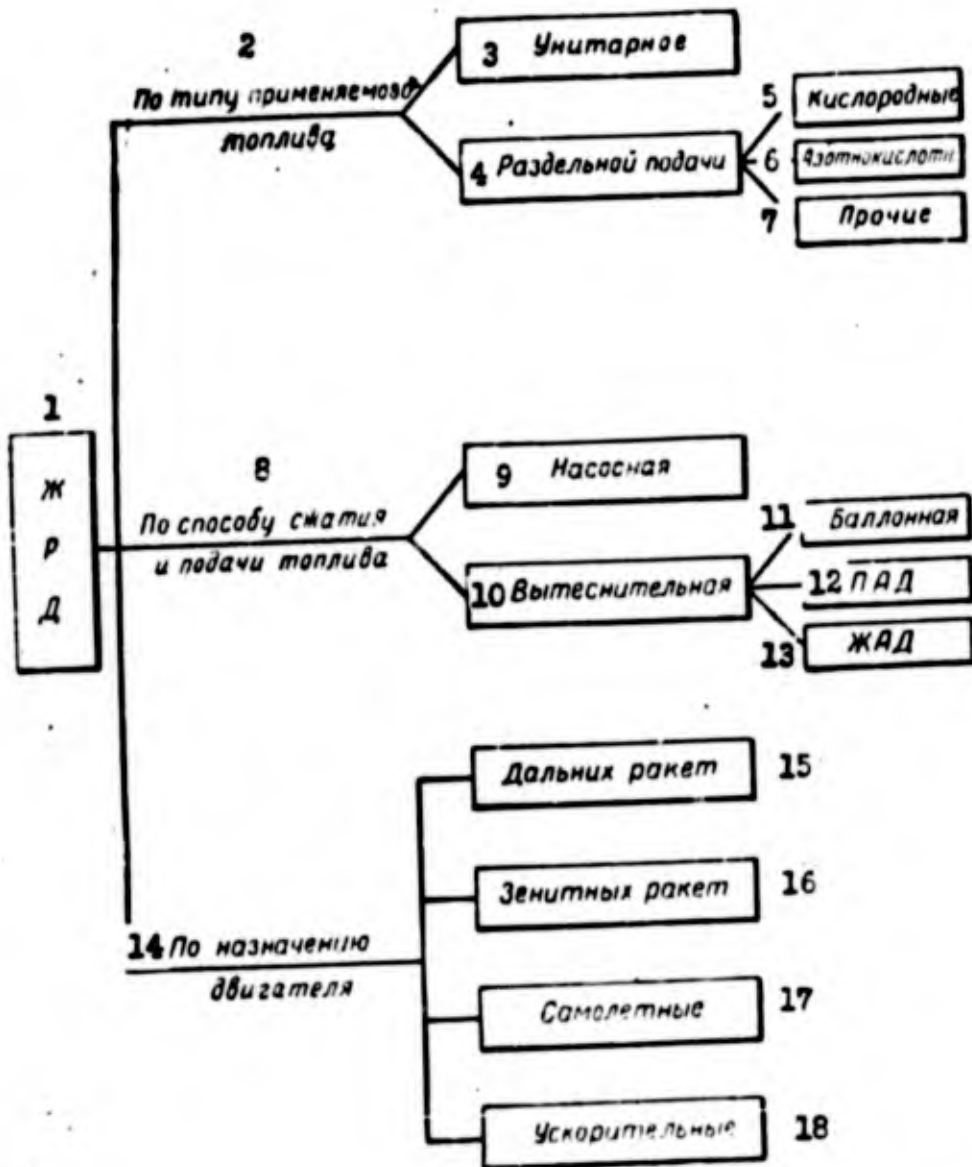 2
3 Унитарное
По типу применяемого
топлива
5 Кислородные
4 Раздельной подачи
6 Азотнокислотн.
7 Прочие
1
Ж
Р
Д
8
9 Насосная
По способу сжатия
и подачи топлива
11 Баллонная
10 Вытеснительная
12 ПАД
13 ЖАД
Дальних ракет 15
Зенитных ракет 16
14 По назначению
двигателя
Самолетные 17
Ускорительные 18